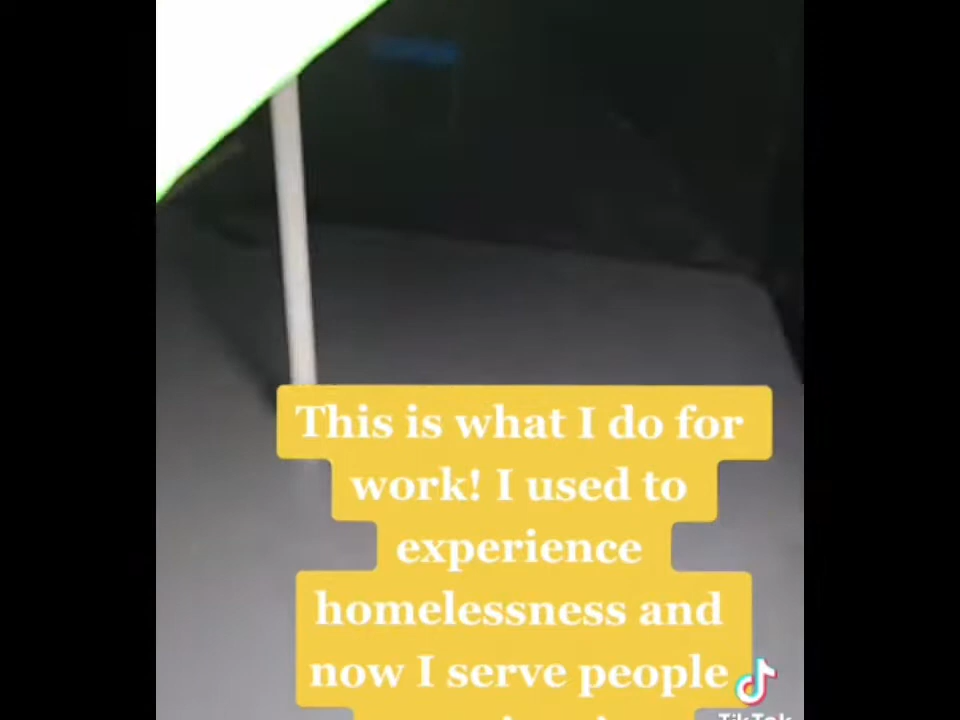 This is what I do for
work! I used to
experience
homelessness and
now I serve people
TikTok